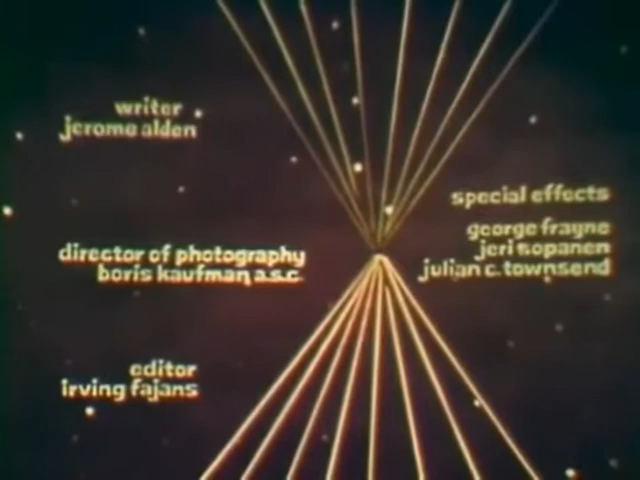 writer
jerome alden
special effects
george frayne
jeri sopanen
julian c. townsend
director of photography
boris kaufman a.s.c.
editor
irving fajans